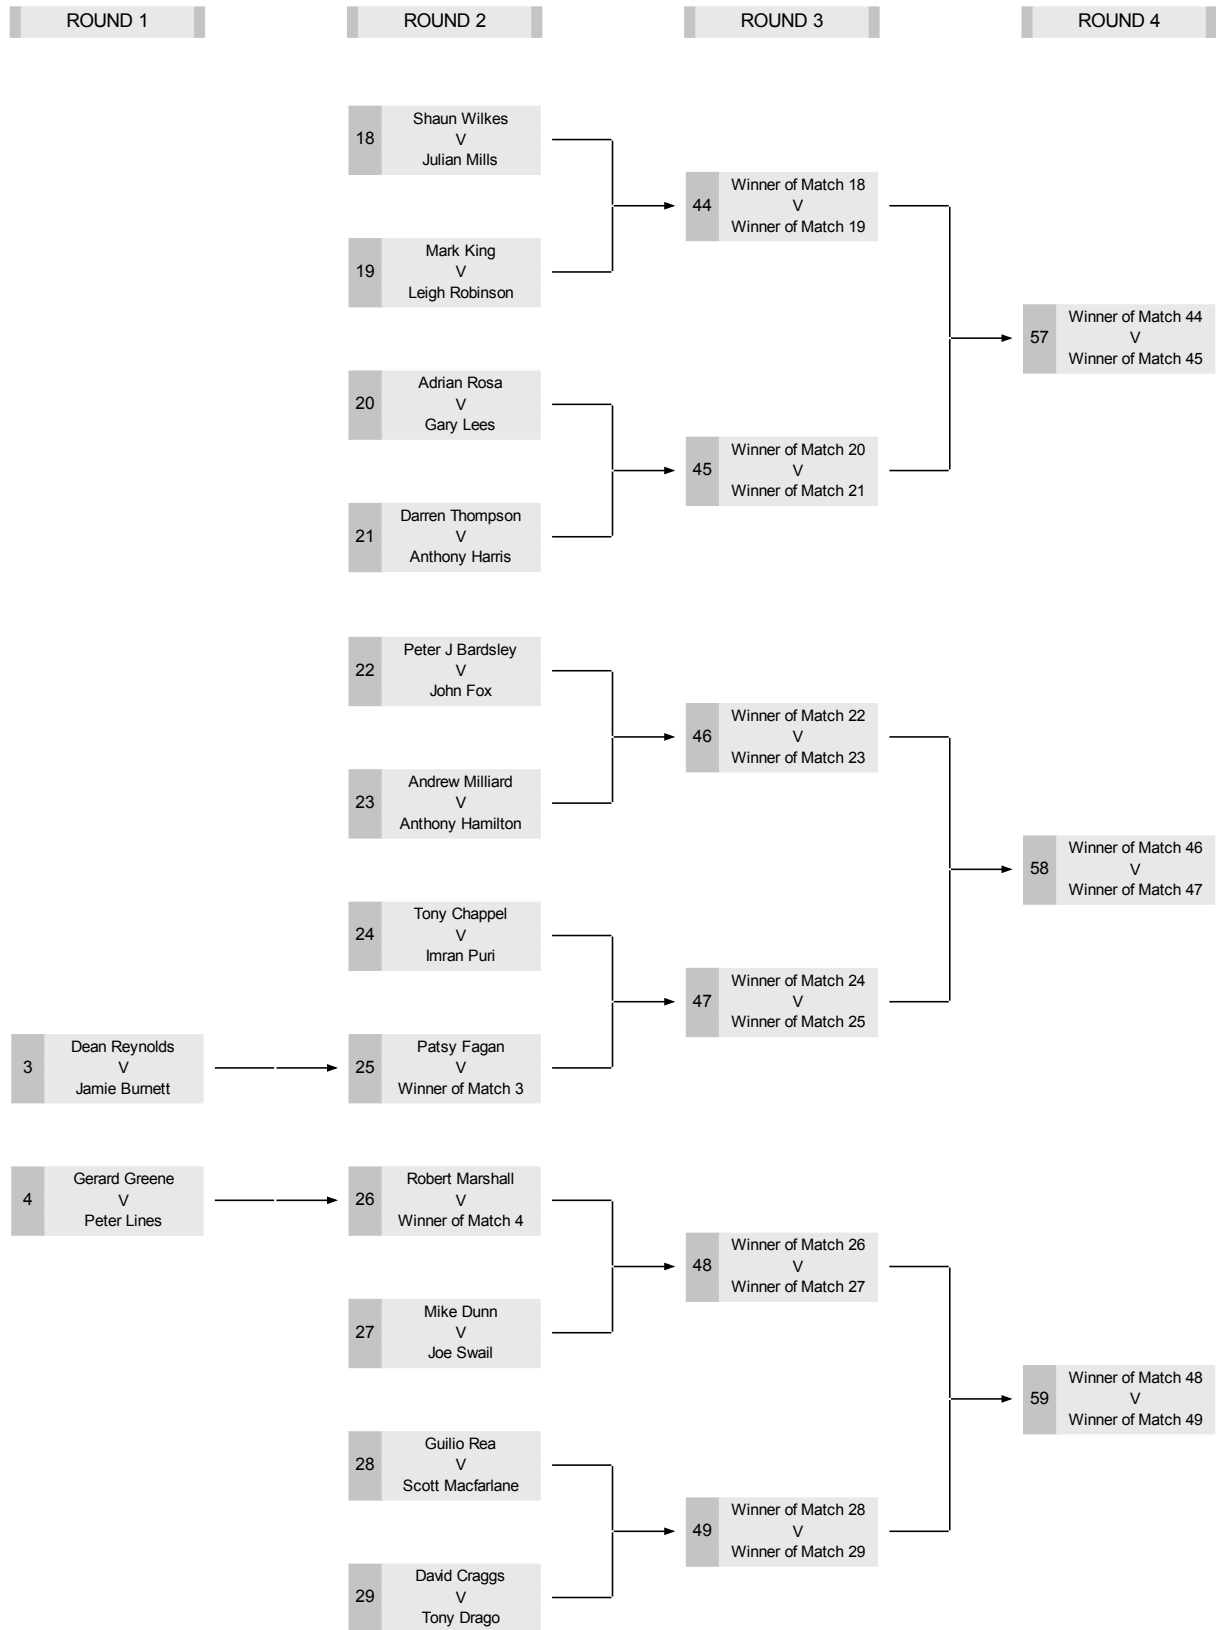 ROUND 1
ROUND 2
ROUND 3
ROUND 4
18
Shaun Wilkes
V
Julian Mills
19
Mark King
V
Leigh Robinson
20
Adrian Rosa
V
Gary Lees
21
Darren Thompson
V
Anthony Harris
22
Peter J Bardsley
V
John Fox
23
Andrew Milliard
V
Anthony Hamilton
24
Tony Chappel
V
Imran Puri
3
Dean Reynolds
V
Jamie Burnett
25
Patsy Fagan
V
Winner of Match 3
4
Gerard Greene
V
Peter Lines
26
Robert Marshall
V
Winner of Match 4
27
Mike Dunn
V
Joe Swail
28
Guilio Rea
V
Scott Macfarlane
29
David Craggs
V
Tony Drago
44
Winner of Match 18
V
Winner of Match 19
45
Winner of Match 20
V
Winner of Match 21
46
Winner of Match 22
V
Winner of Match 23
47
Winner of Match 24
V
Winner of Match 25
48
Winner of Match 26
V
Winner of Match 27
49
Winner of Match 28
V
Winner of Match 29
57
Winner of Match 44
V
Winner of Match 45
58
Winner of Match 46
V
Winner of Match 47
59
Winner of Match 48
V
Winner of Match 49